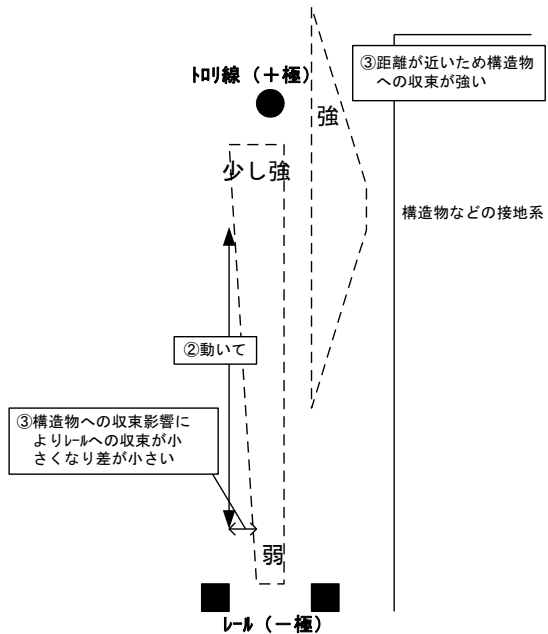 ﾄﾛﾘ線（＋極）
③距離が近いため構造物
への収束が強い
強
少し強
構造物などの接地系
②動いて
③構造物への収束影響に
よりﾚｰﾙへの収束が小
さくなり差が小さい
弱
ﾚｰﾙ（－極）